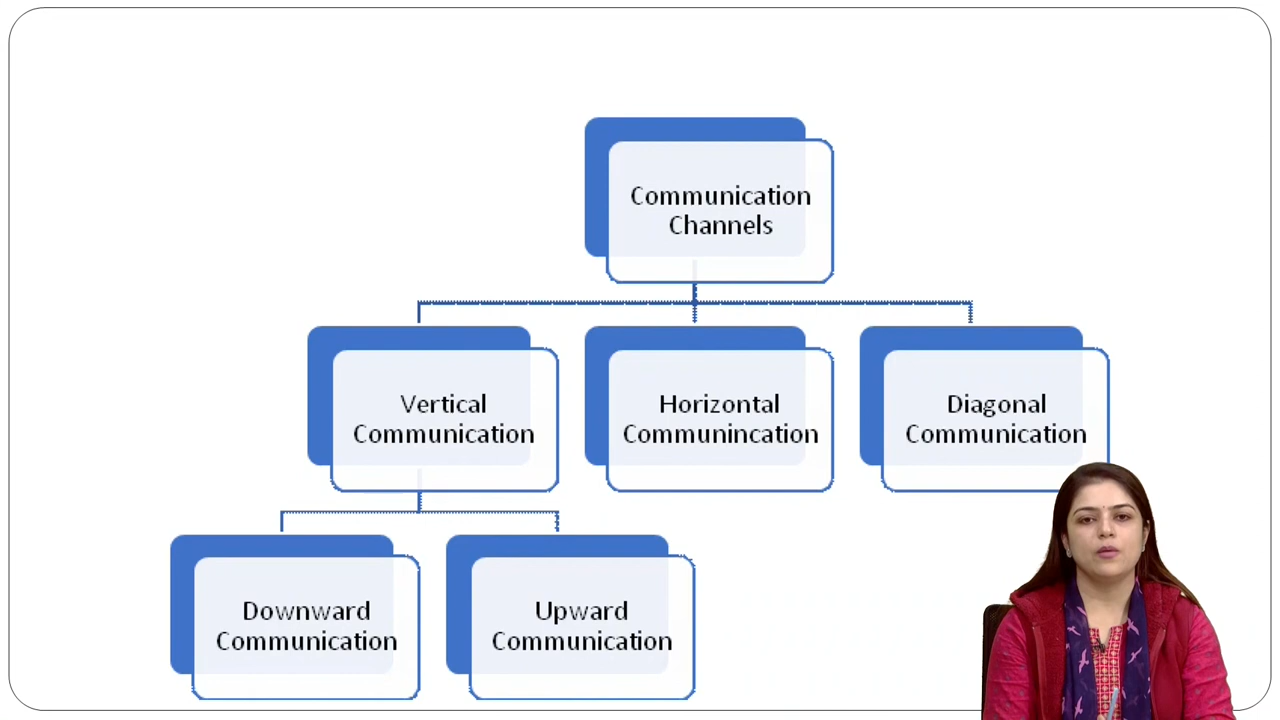 Communication
Channels
Vertical
Communication
Horizontal
Communincation
Diagonal
Communication
Downward
Communication
Upward
Communication